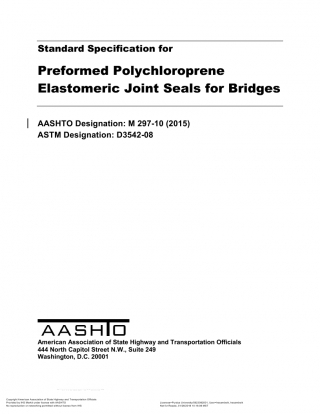 Standard Specification for
Preformed Polychloroprene
Elastomeric Joint Seals for Bridges
AASHTO Designation: M 297-10 (2015)
ASTM Designation: D3542-08
AASHTO
American Association of State Highway and Transportation Officials
444 North Capitol Street N.W., Suite 249
Washington, D.C. 20001